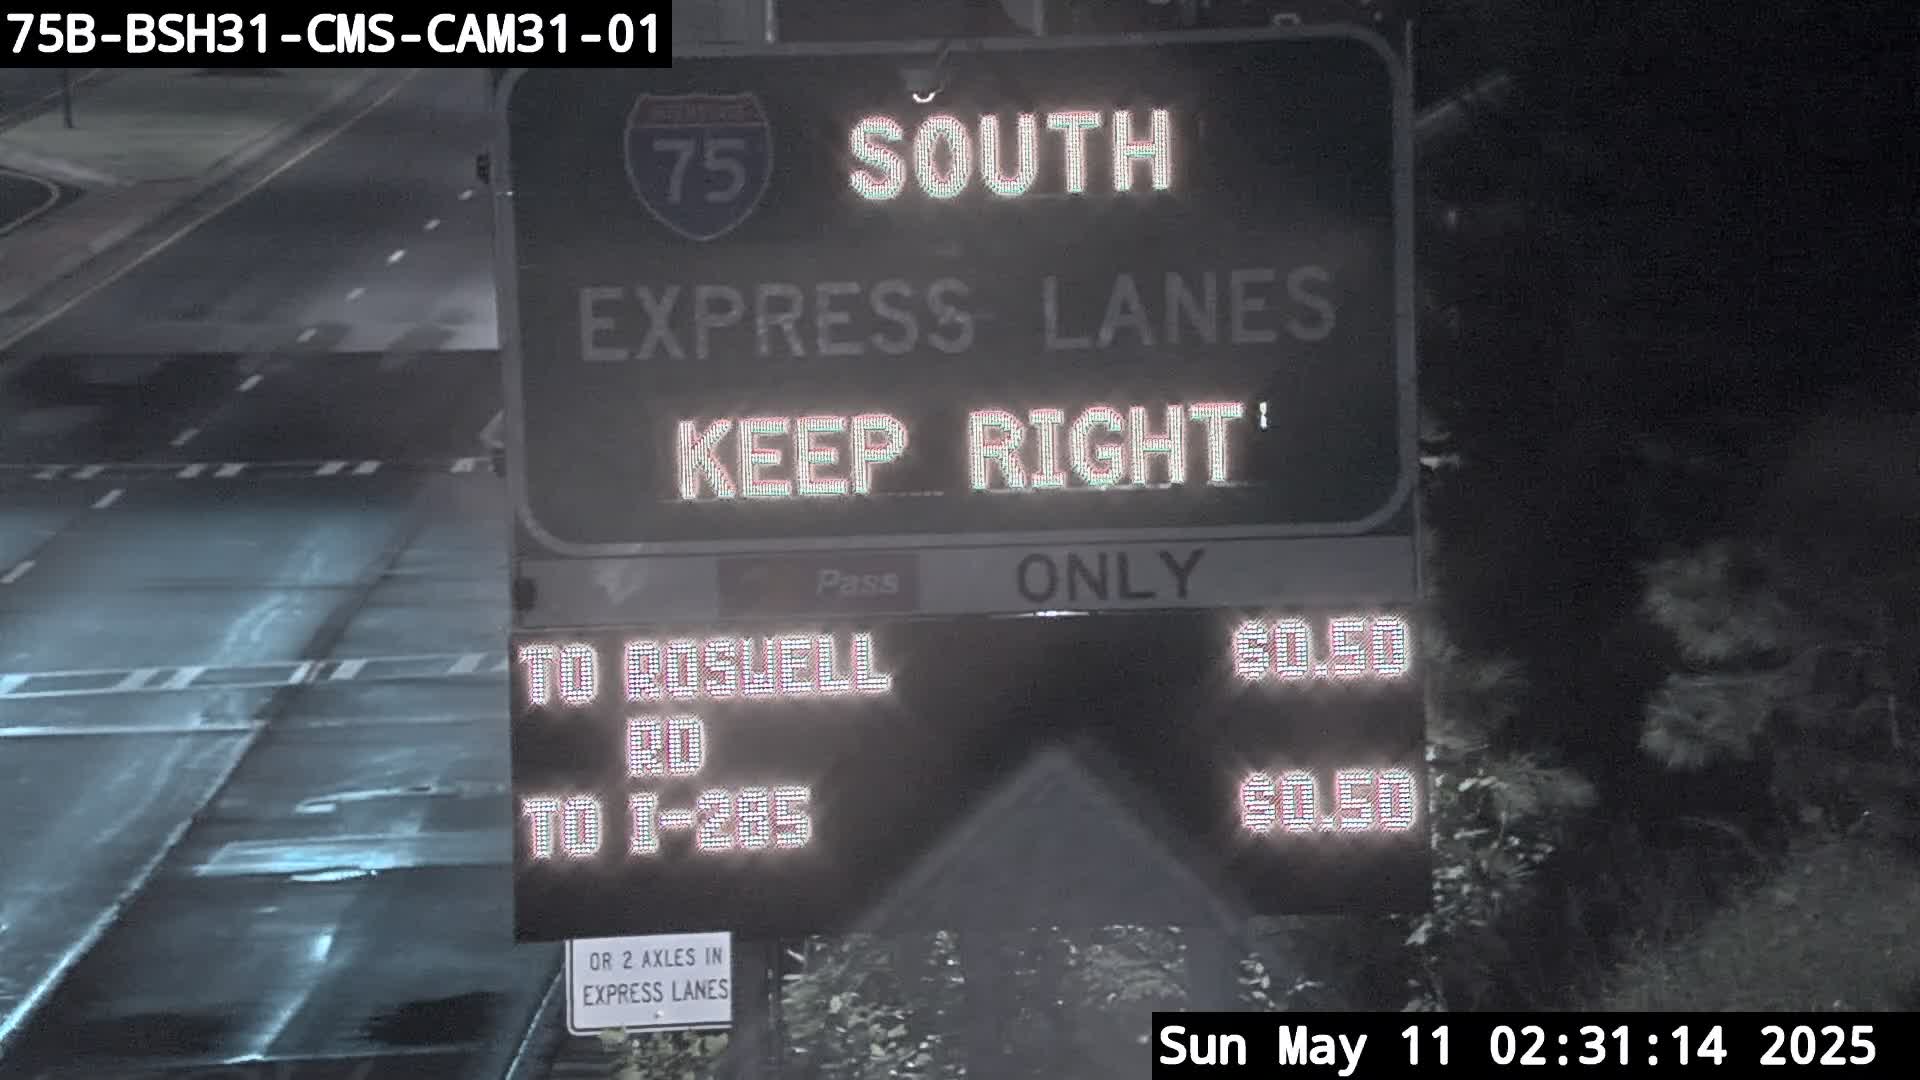 75B-BSH31-CMS-CAM31-01
75 SOUTH
EXPRESS LANES
KEEP RIGHT
Pass ONLY
TO ROSWELL $0.50
RD
TO I-285 $0.50
OR 2 AXLES IN
EXPRESS LANES
Sun May 11 02:31:14 2025